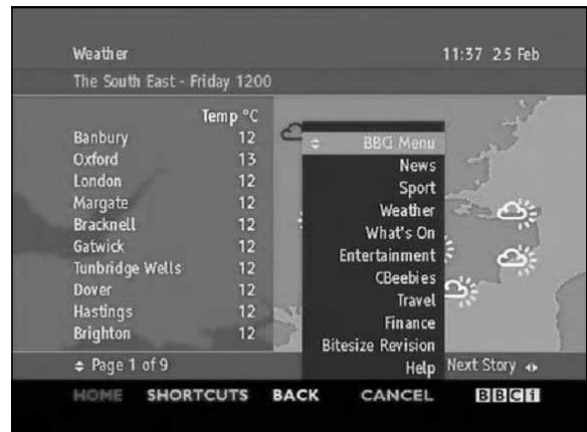 Weather 11:37 25 Feb
The South East - Friday 1200
Temp °C
Banbury 12
Oxford 13
London 12
Margate 12
Bracknell 12
Gatwick 12
Tunbridge Wells 12
Dover 12
Hastings 12
Brighton 12
Page 1 of 9
BBCi Menu
News
Sport
Weather
What's On
Entertainment
CBeebies
Travel
Finance
Bitesize Revision
Help
Next Story
HOME SHORTCUTS BACK CANCEL BBCi